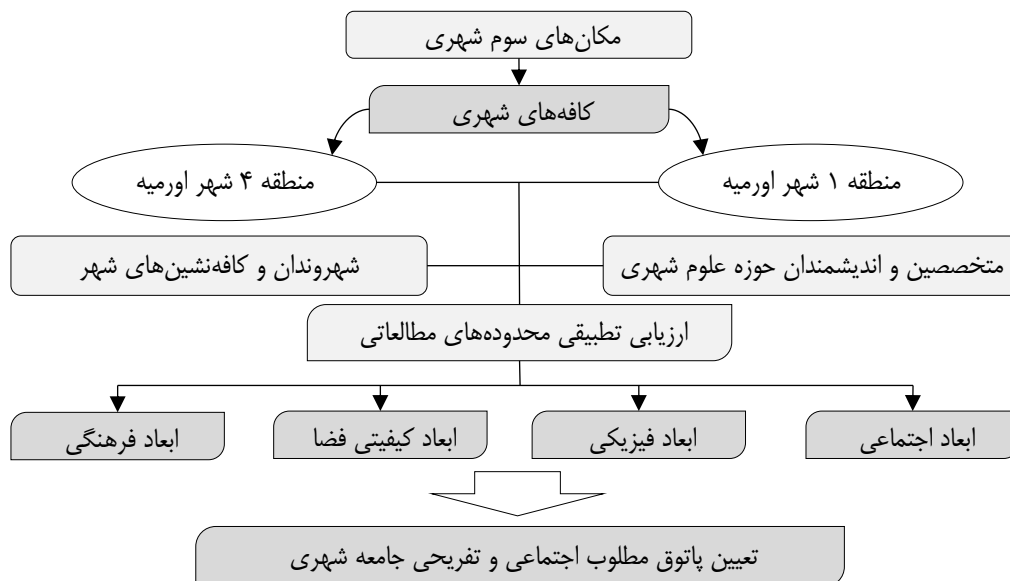 مکان‌های سوم شهری
کافه‌های شهری
منطقه ۱ شهر اورمیه
منطقه ۴ شهر اورمیه
متخصصین و اندیشمندان حوزه علوم شهری
شهروندان و کافه‌نشین‌های شهر
ارزیابی تطبیقی محدوده‌های مطالعاتی
ابعاد اجتماعی
ابعاد فیزیکی
ابعاد کیفیتی فضا
ابعاد فرهنگی
تعیین پاتوق مطلوب اجتماعی و تفریحی جامعه شهری